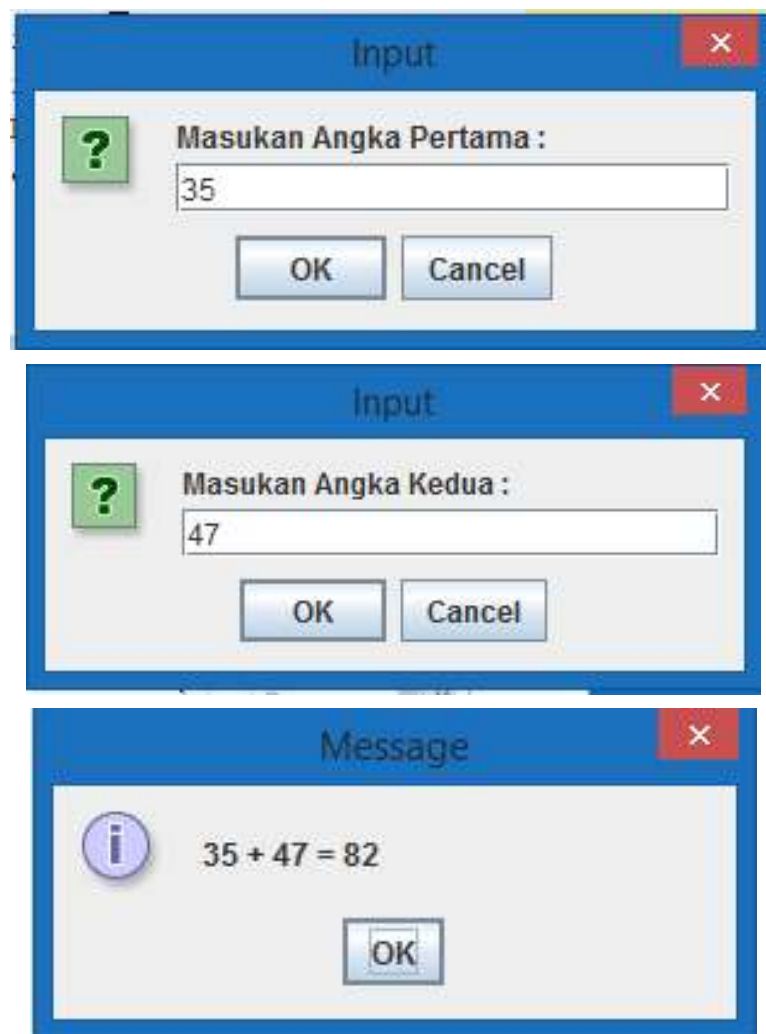 Input
Masukan Angka Pertama :
35
OK Cancel
Input
Masukan Angka Kedua :
47
OK Cancel
Message
35 + 47 = 82
OK